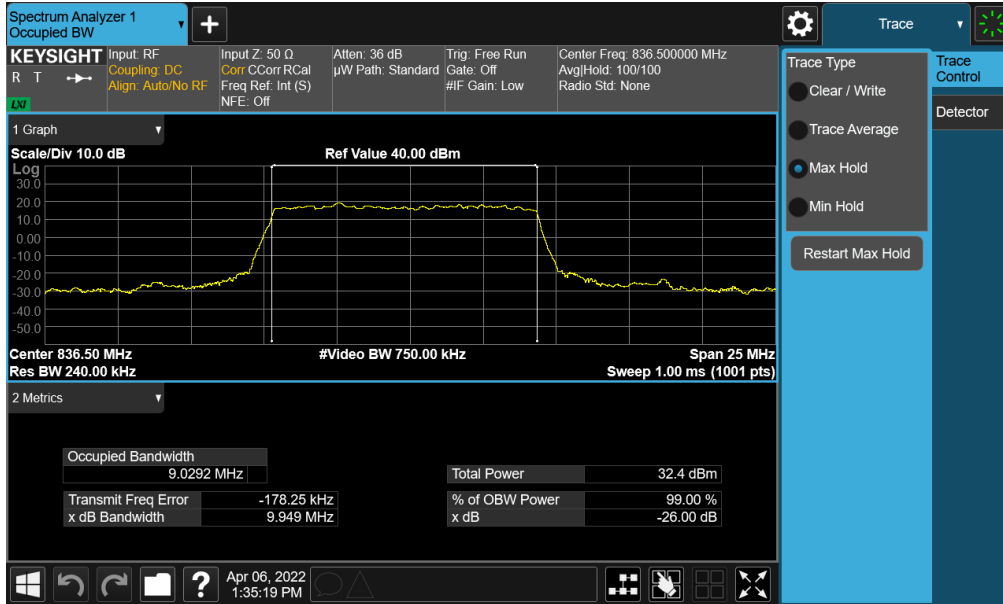 Spectrum Analyzer 1
Occupied BW
+
Trace
KEYSIGHT
R T
LXI
Input: RF
Coupling: DC
Align: Auto/No RF
Input Z: 50 Ω
Corr CCorr RCal
Freq Ref: Int (S)
NFE: Off
Atten: 36 dB
µW Path: Standard
Trig: Free Run
Gate: Off
#IF Gain: Low
Center Freq: 836.500000 MHz
Avg|Hold: 100/100
Radio Std: None
1 Graph
Scale/Div 10.0 dB
Ref Value 40.00 dBm
Log
30.0
20.0
10.0
0.00
-10.0
-20.0
-30.0
-40.0
-50.0
Center 836.50 MHz
#Video BW 750.00 kHz
Span 25 MHz
Res BW 240.00 kHz
Sweep 1.00 ms (1001 pts)
2 Metrics
Occupied Bandwidth
9.0292 MHz
Transmit Freq Error -178.25 kHz
x dB Bandwidth 9.949 MHz
Total Power 32.4 dBm
% of OBW Power 99.00 %
x dB -26.00 dB
Trace Type
Clear / Write
Trace Average
Max Hold
Min Hold
Restart Max Hold
Trace
Control
Detector
?
Apr 06, 2022
1:35:19 PM